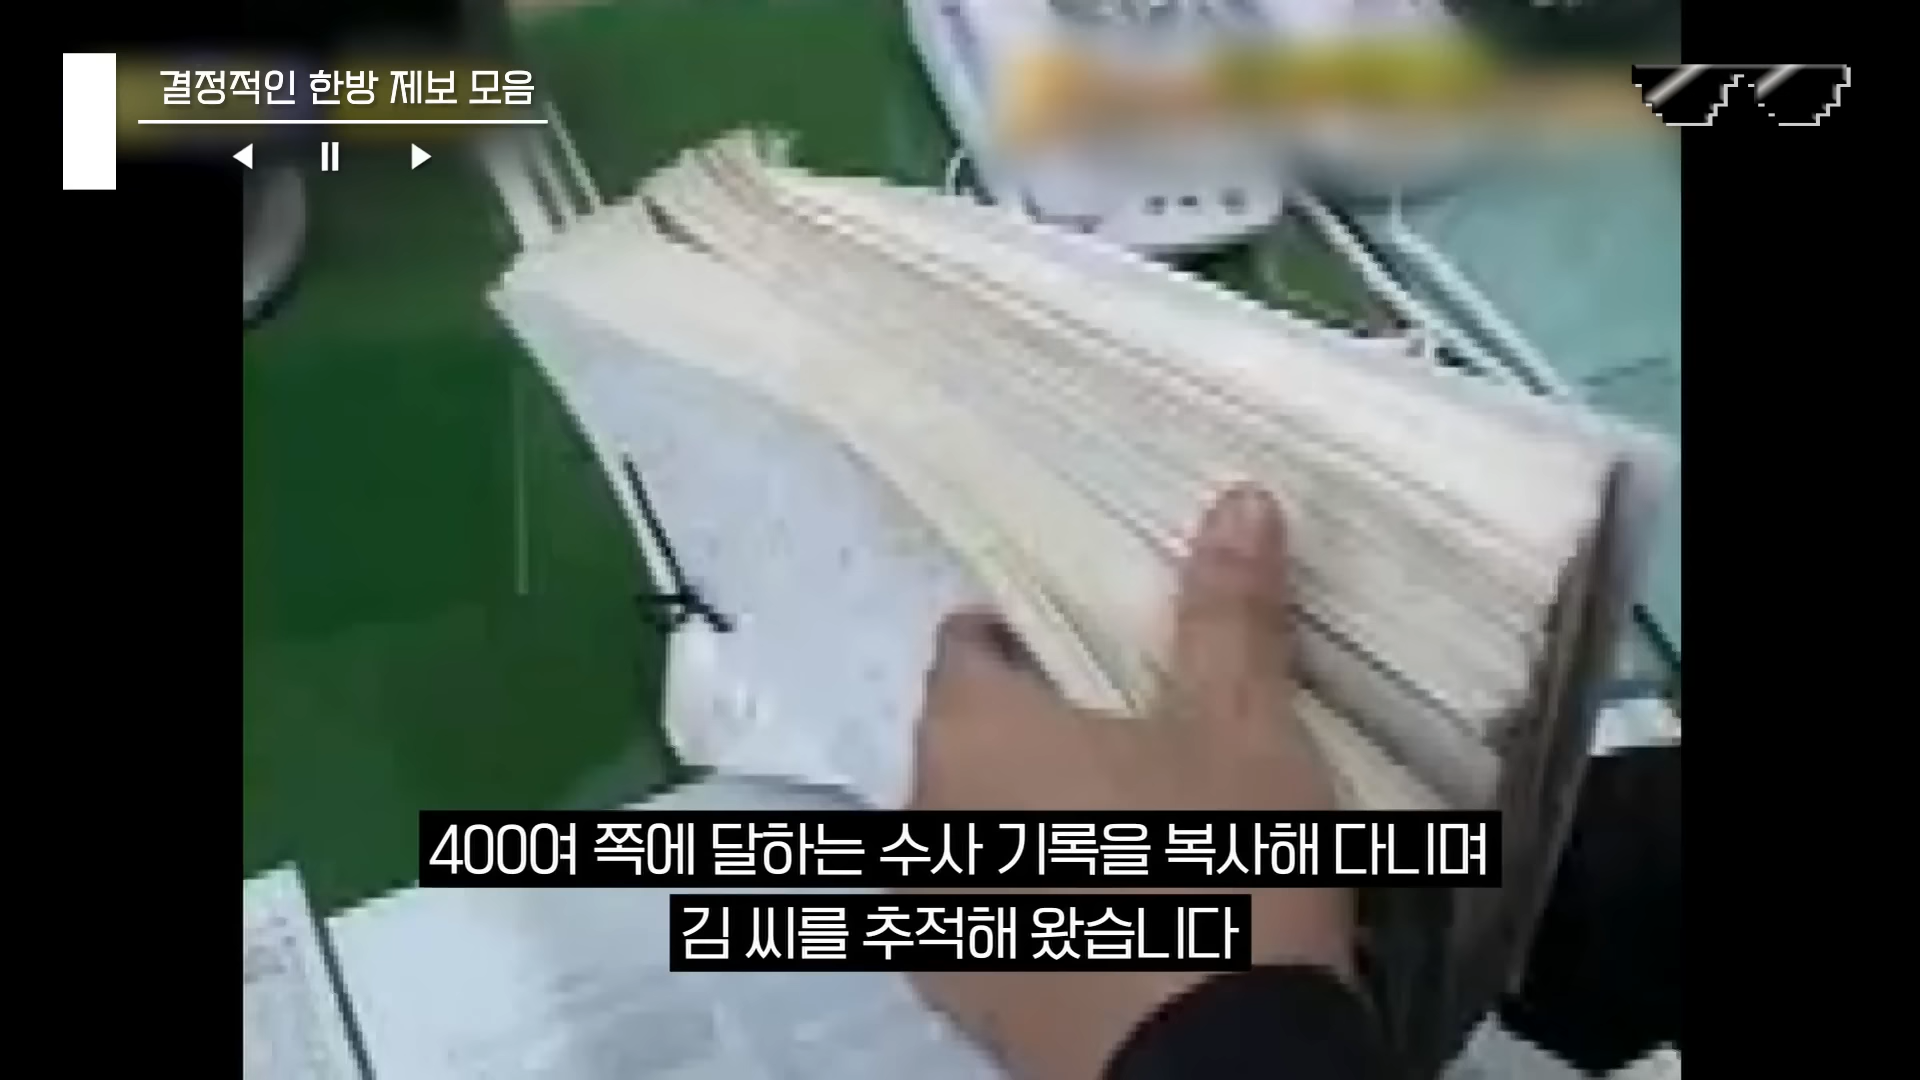 결정적인 한방 제보 모음
400여 쪽에 달하는 수사 기록을 복사해 다니며
김 씨를 추적해 왔습니다